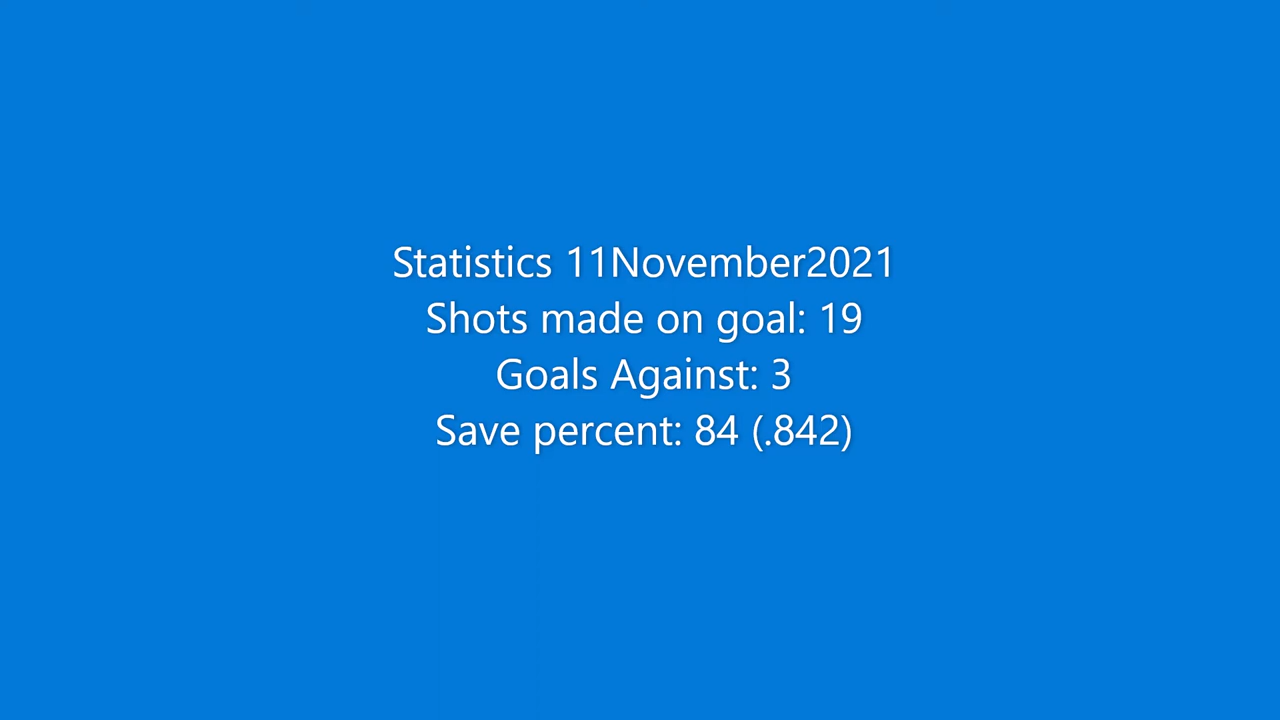 Statistics 11November2021
Shots made on goal: 19
Goals Against: 3
Save percent: 84 (.842)